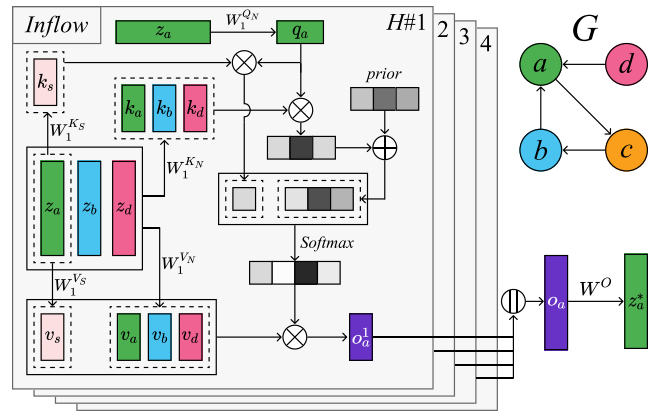 Inflow
z_a
W_1^{Q_N}
q_a
H#1
2
3
4
G
k_s
prior
a
d
k_a
k_b
k_d
W_1^{K_S}
W_1^{K_N}
b
c
z_a
z_b
z_d
Softmax
W_1^{V_S}
W_1^{V_N}
v_s
v_a
v_b
v_d
o_a^1
o_a
W^O
z_a^*